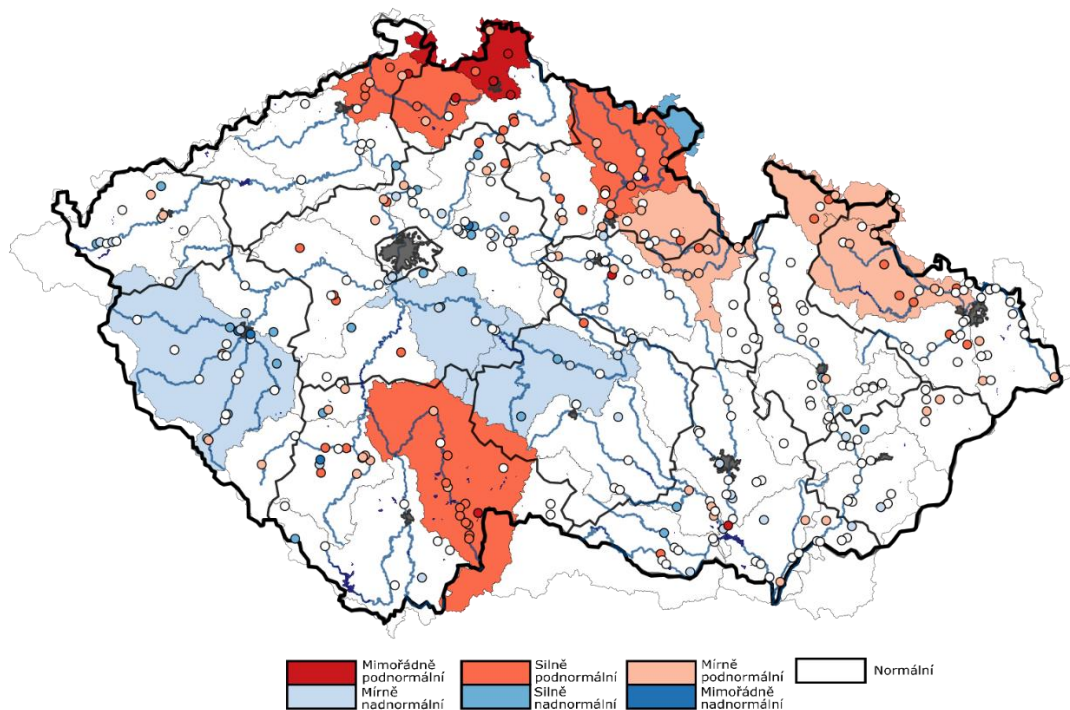 Mimořádně
podnormální
Silně
podnormální
Mírně
podnormální
Normální
Mírně
nadnormální
Silně
nadnormální
Mimořádně
nadnormální